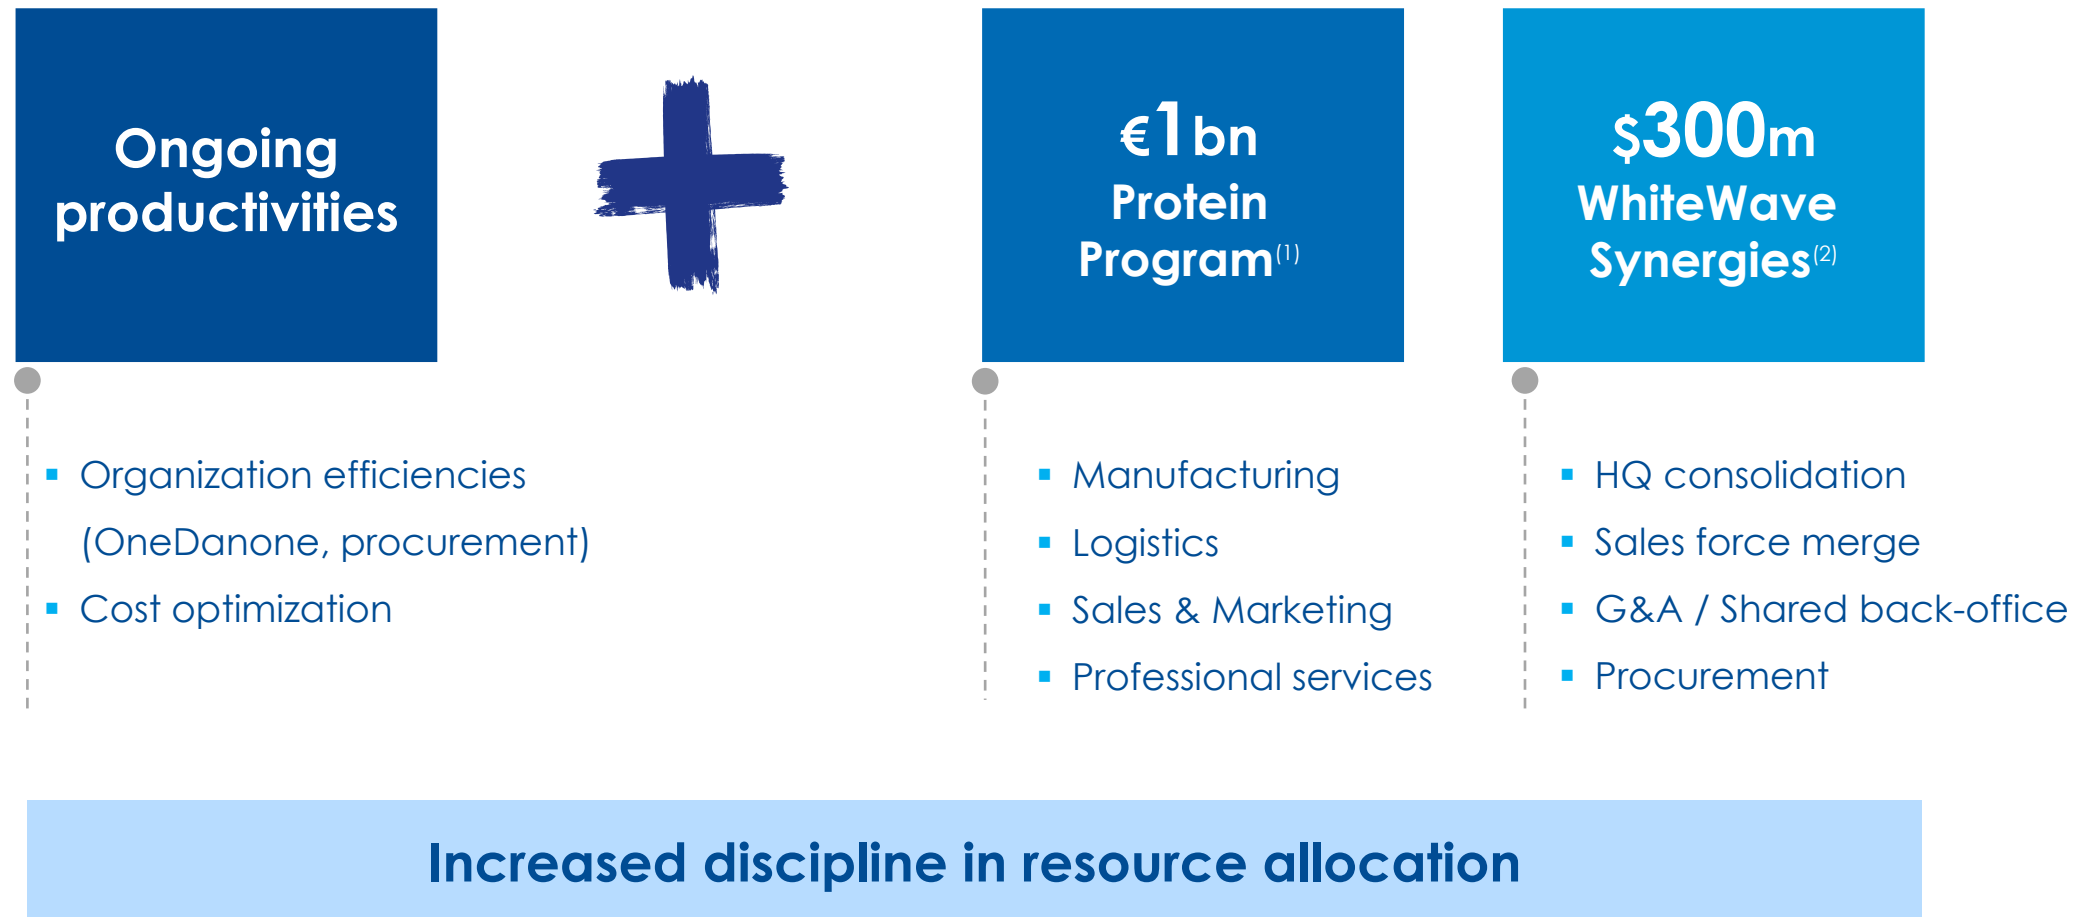 Ongoing
productivities
▪ Organization efficiencies
(OneDanone, procurement)
▪ Cost optimization
€1bn
Protein
Program(1)
▪ Manufacturing
▪ Logistics
▪ Sales & Marketing
▪ Professional services
$300m
WhiteWave
Synergies(2)
▪ HQ consolidation
▪ Sales force merge
▪ G&A / Shared back-office
▪ Procurement
Increased discipline in resource allocation